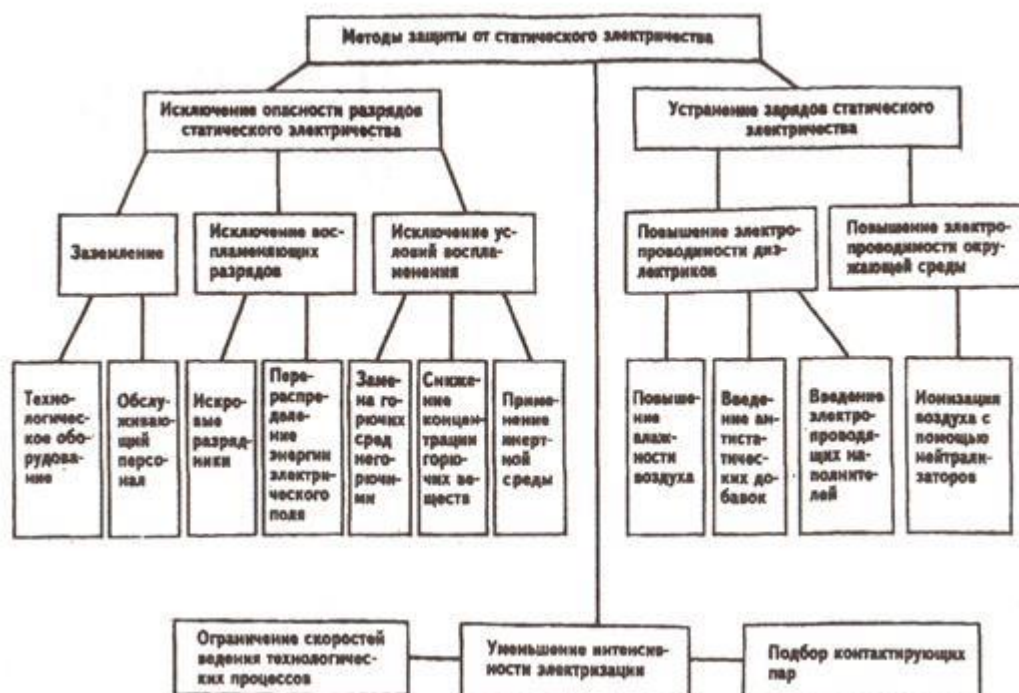 Методы защиты от статического электричества
Исключение опасности разрядов
статического электричества
Устранение зарядов статического
электричества
Заземление
Исключение вос-
пламеняющих
разрядов
Исключение ус-
ловий воспла-
менения
Повышение электро-
проводимости диэ-
лектриков
Повышение электро-
проводимости окру-
жающей среды
Техно-
логичес-
кое обо-
рудова-
ние
Обслу-
живаю-
щий
персо-
нал
Искро-
вые
разряд-
ники
Пере-
распре-
деле-
ние
энергии
электри-
ческого
поля
Заме-
на го-
рючих
сред
него-
рючи-
ми
Сниже-
ние
концен-
трации
горю-
чих ве-
ществ
Приме-
нение
инерт-
ной
среды
Повыше-
ние
влаж-
ности
воздуха
Введе-
ние ан-
тиста-
тичес-
ких до-
бавок
Введение
электро-
проводя-
щих на-
полните-
лей
Ионизация
воздуха с
помощью
нейтрали-
заторов
Ограничение скоростей
ведения технологичес-
ких процессов
Уменьшение интенсив-
ности электризации
Подбор контактирующих
пар